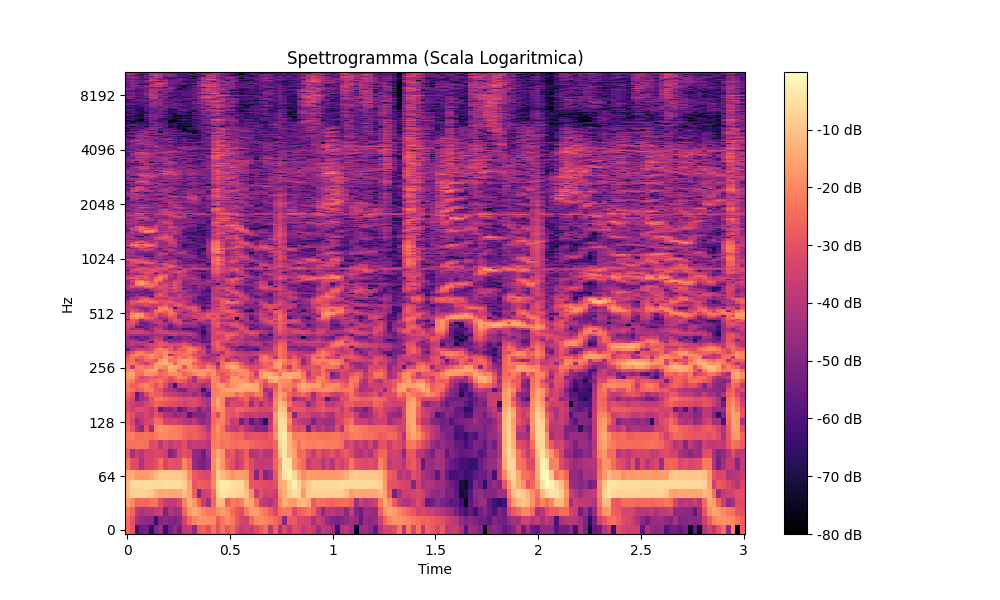 Spettrogramma (Scala Logaritmica)
Hz
8192
4096
2048
1024
512
256
128
64
0
0 0.5 1 1.5 2 2.5 3
Time
-10 dB
-20 dB
-30 dB
-40 dB
-50 dB
-60 dB
-70 dB
-80 dB